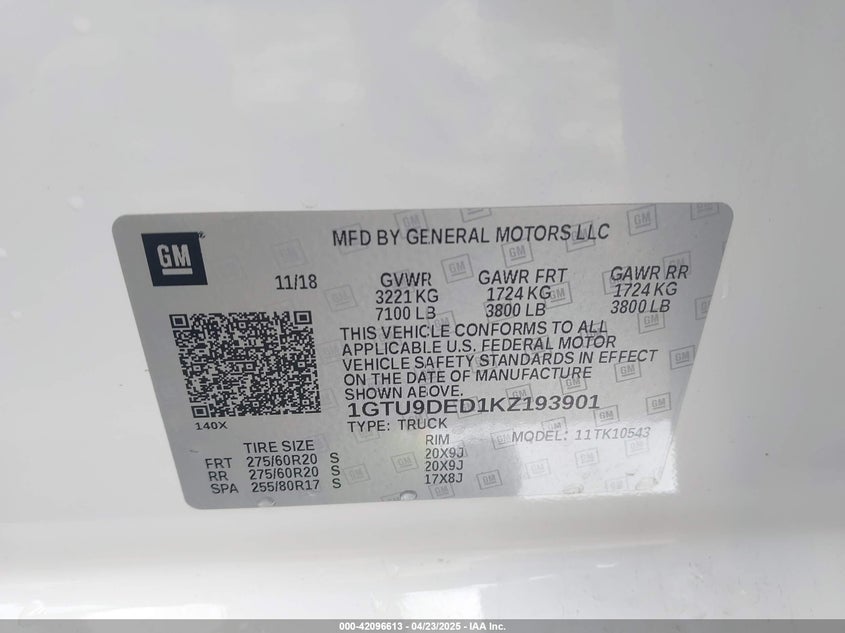 GM
MFD BY GENERAL MOTORS LLC
11/18
GVWR GAWR FRT GAWR RR
3221 KG 1724 KG 1724 KG
7100 LB 3800 LB 3800 LB
THIS VEHICLE CONFORMS TO ALL
APPLICABLE U.S. FEDERAL MOTOR
VEHICLE SAFETY STANDARDS IN EFFECT
ON THE DATE OF MANUFACTURE
SHOWN ABOVE.
140X
1GTU9DED1KZ193901
TYPE: TRUCK MODEL: 11TK10543
TIRE SIZE RIM
FRT 275/60R20 S 20X9J
RR 275/60R20 S 20X9J
SPA 255/80R17 S 17X8J
000-42096613 - 04/23/2025 - IAA Inc.